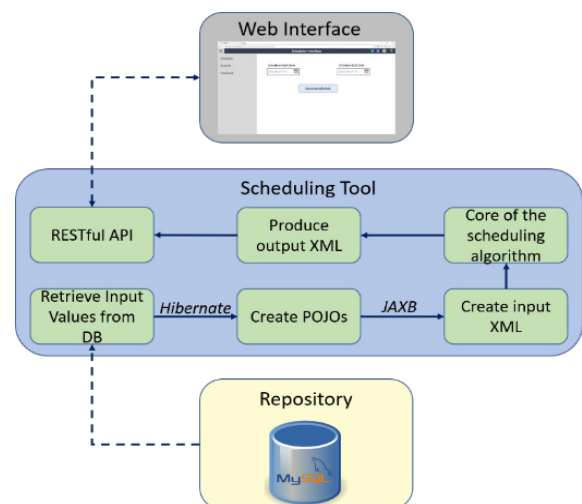 Web Interface
Scheduling Tool
RESTful API
Produce
output XML
Core of the
scheduling
algorithm
Retrieve Input
Values from
DB
Hibernate
Create POJOs
JAXB
Create input
XML
Repository
MySQL